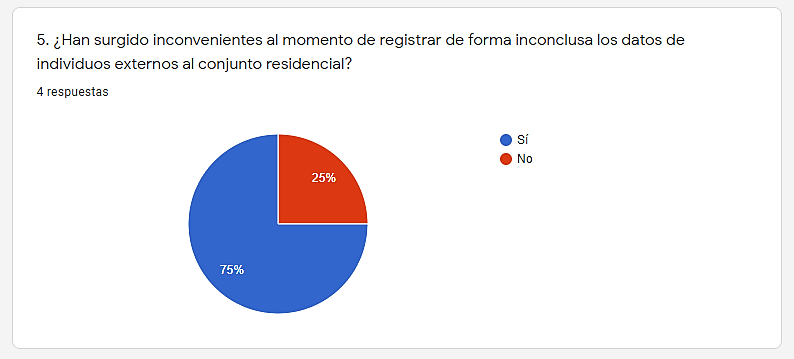 5. ¿Han surgido inconvenientes al momento de registrar de forma inconclusa los datos de
individuos externos al conjunto residencial?
4 respuestas
Sí
No
25%
75%